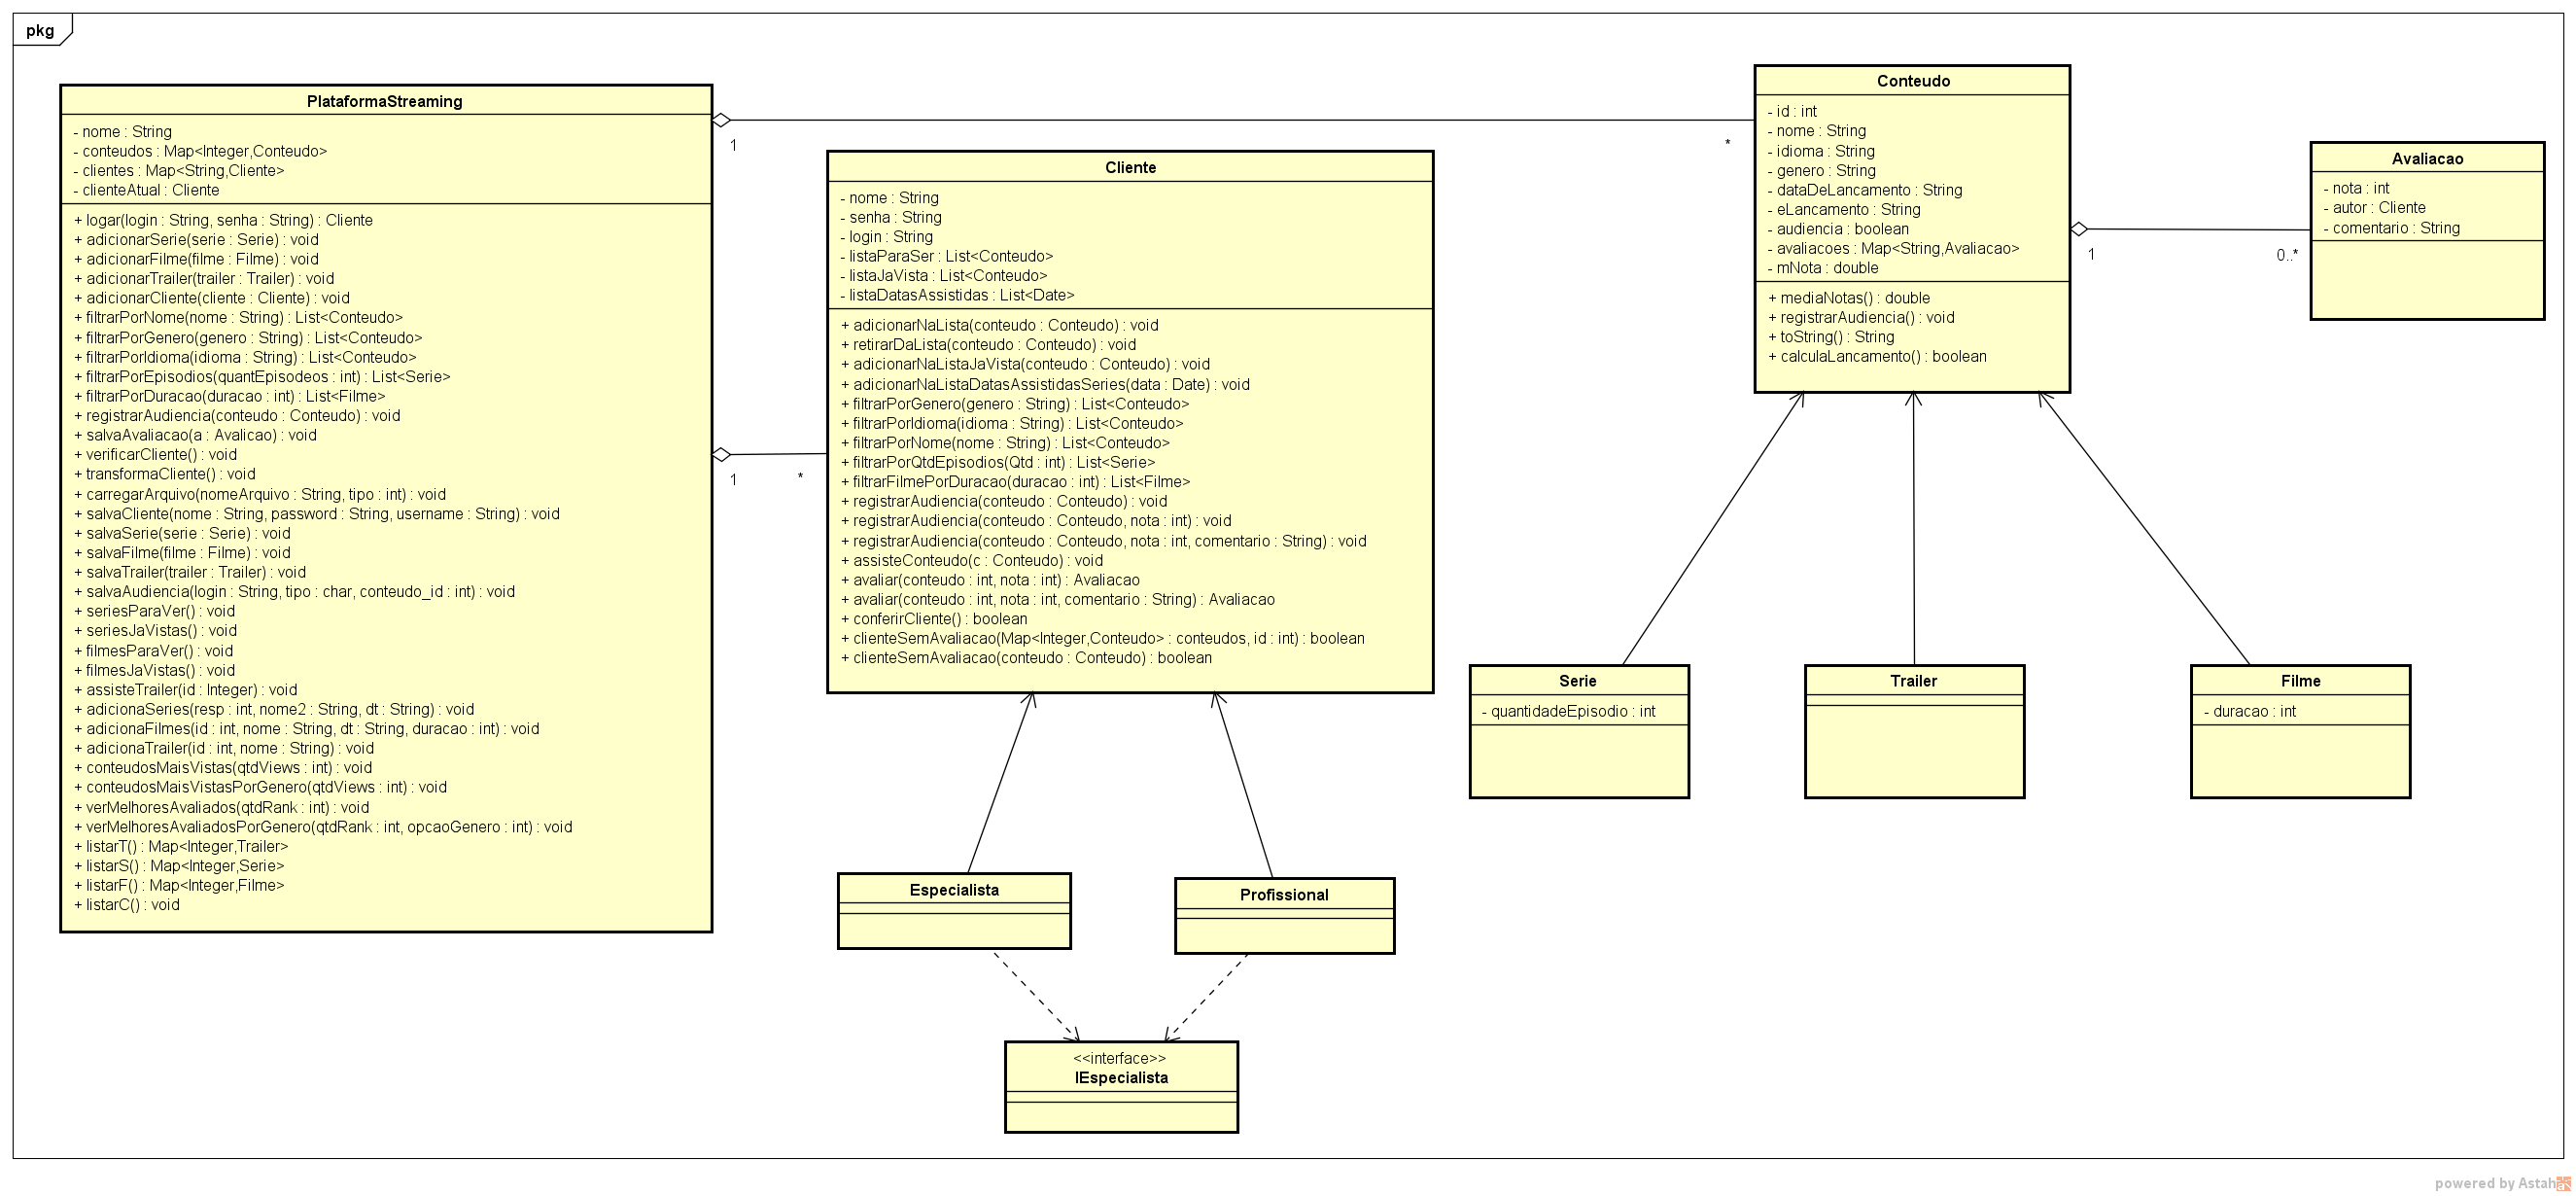 pkg
PlataformaStreaming
- nome : String
- conteudos : Map<Integer,Conteudo>
- clientes : Map<String,Cliente>
- clienteAtual : Cliente
+ logar(login : String, senha : String) : Cliente
+ adicionarSerie(serie : Serie) : void
+ adicionarFilme(filme : Filme) : void
+ adicionarTrailer(trailer : Trailer) : void
+ adicionarCliente(cliente : Cliente) : void
+ filtrarPorNome(nome : String) : List<Conteudo>
+ filtrarPorGenero(genero : String) : List<Conteudo>
+ filtrarPorIdioma(idioma : String) : List<Conteudo>
+ filtrarPorEpisodios(quantEpisodeos : int) : List<Serie>
+ filtrarPorDuracao(duracao : int) : List<Filme>
+ registrarAudiencia(conteudo : Conteudo) : void
+ salvaAvaliacao(a : Avalicao) : void
+ verificarCliente() : void
+ transformaCliente() : void
+ carregarArquivo(nomeArquivo : String, tipo : int) : void
+ salvaCliente(nome : String, password : String, username : String) : void
+ salvaSerie(serie : Serie) : void
+ salvaFilme(filme : Filme) : void
+ salvaTrailer(trailer : Trailer) : void
+ salvaAudiencia(login : String, tipo : char, conteudo_id : int) : void
+ seriesParaVer() : void
+ seriesJaVistas() : void
+ filmesParaVer() : void
+ filmesJaVistas() : void
+ assisteTrailer(id : Integer) : void
+ adicionaSeries(resp : int, nome2 : String, dt : String) : void
+ adicionaFilmes(id : int, nome : String, dt : String, duracao : int) : void
+ adicionaTrailer(id : int, nome : String) : void
+ conteudosMaisVistas(qtdViews : int) : void
+ conteudosMaisVistasPorGenero(qtdViews : int) : void
+ verMelhoresAvaliados(qtdRank : int) : void
+ verMelhoresAvaliadosPorGenero(qtdRank : int, opcaoGenero : int) : void
+ listarT() : Map<Integer,Trailer>
+ listarS() : Map<Integer,Serie>
+ listarF() : Map<Integer,Filme>
+ listarC() : void
1
*
1
*
Cliente
- nome : String
- senha : String
- login : String
- listaParaSer : List<Conteudo>
- listaJaVista : List<Conteudo>
- listaDatasAssistidas : List<Date>
+ adicionarNaLista(conteudo : Conteudo) : void
+ retirarDaLista(conteudo : Conteudo) : void
+ adicionarNaListaJaVista(conteudo : Conteudo) : void
+ adicionarNaListaDatasAssistidasSeries(data : Date) : void
+ filtrarPorGenero(genero : String) : List<Conteudo>
+ filtrarPorIdioma(idioma : String) : List<Conteudo>
+ filtrarPorNome(nome : String) : List<Conteudo>
+ filtrarPorQtdEpisodios(Qtd : int) : List<Serie>
+ filtrarFilmePorDuracao(duracao : int) : List<Filme>
+ registrarAudiencia(conteudo : Conteudo) : void
+ registrarAudiencia(conteudo : Conteudo, nota : int) : void
+ registrarAudiencia(conteudo : Conteudo, nota : int, comentario : String) : void
+ assisteConteudo(c : Conteudo) : void
+ avaliar(conteudo : int, nota : int) : Avaliacao
+ avaliar(conteudo : int, nota : int, comentario : String) : Avaliacao
+ conferirCliente() : boolean
+ clienteSemAvaliacao(Map<Integer,Conteudo> : conteudos, id : int) : boolean
+ clienteSemAvaliacao(conteudo : Conteudo) : boolean
Conteudo
- id : int
- nome : String
- idioma : String
- genero : String
- dataDeLancamento : String
- eLancamento : String
- audiencia : boolean
- avaliacoes : Map<String,Avaliacao>
- mNota : double
+ mediaNotas() : double
+ registrarAudiencia() : void
+ toString() : String
+ calculaLancamento() : boolean
1
0..*
Avaliacao
- nota : int
- autor : Cliente
- comentario : String
Serie
- quantidadeEpisodio : int
Trailer
Filme
- duracao : int
Especialista
Profissional
<<interface>>
IEspecialista
powered by Astah